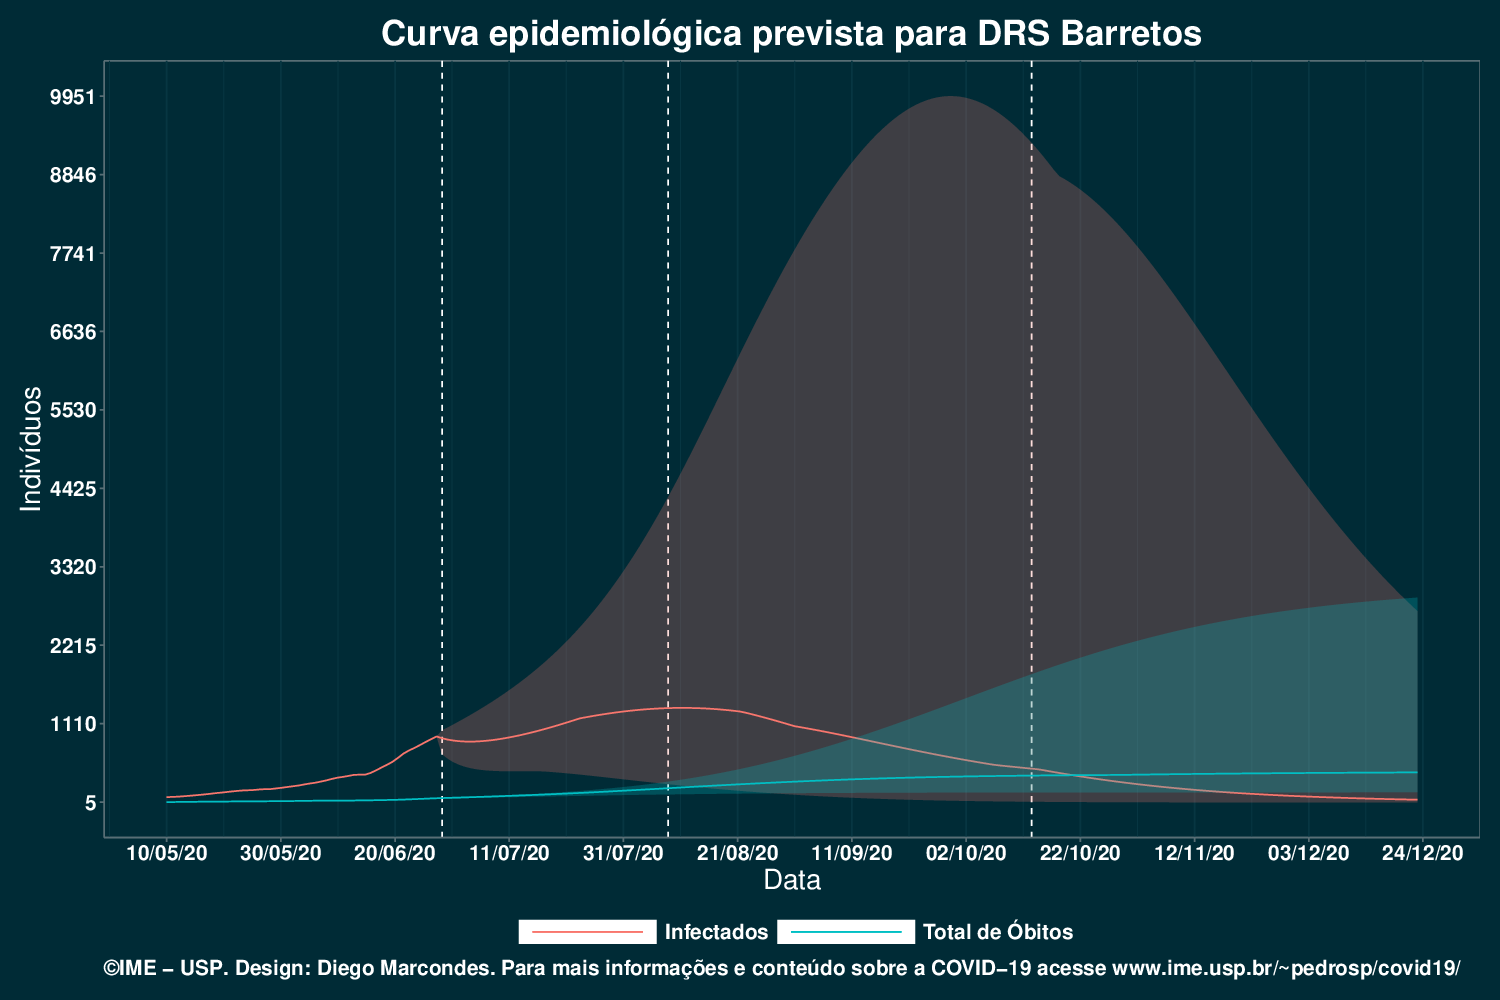 Curva epidemiológica prevista para DRS Barretos
9951
8846
7741
6636
5530
4425
3320
2215
1110
5
Indivíduos
10/05/20 30/05/20 20/06/20 11/07/20 31/07/20 21/08/20 11/09/20 02/10/20 22/10/20 12/11/20 03/12/20 24/12/20
Data
Infectados Total de Óbitos
©IME − USP. Design: Diego Marcondes. Para mais informações e conteúdo sobre a COVID−19 acesse www.ime.usp.br/~pedrosp/covid19/